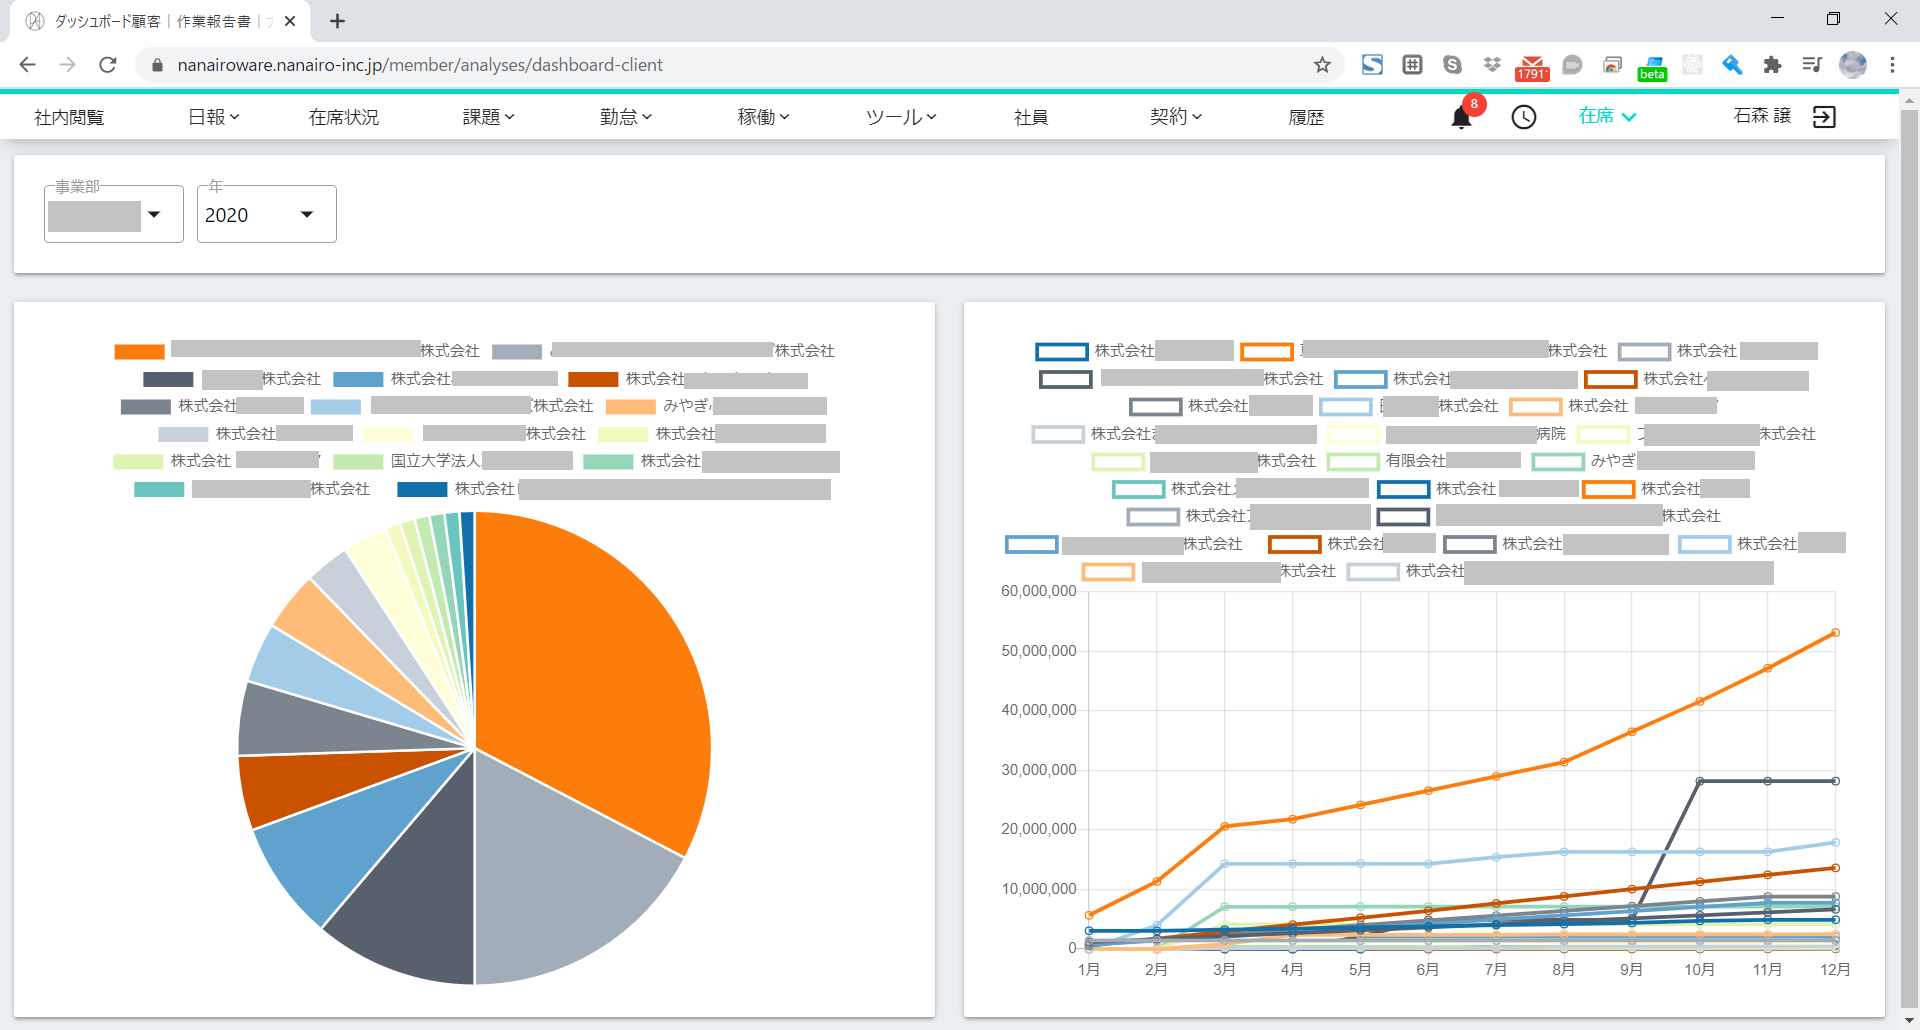 ダッシュボード顧客｜作業報告書｜
nanairoware.nanairo-inc.jp/member/analyses/dashboard-client
1791
beta
社内閲覧 日報 在席状況 課題 勤怠 稼働 ツール 社員 契約 履歴 8 在席 石森 譲
事業部 年
2020
株式会社 株式会社
株式会社 株式会社 株式会社
株式会社 株式会社 みやぎ
株式会社 株式会社 株式会社
株式会社 国立大学法人 株式会社
株式会社 株式会社
株式会社 株式会社 株式会社
株式会社 株式会社 株式会社
株式会社 株式会社 株式会社
株式会社 病院 株式会社
株式会社 有限会社 みやぎ
株式会社 株式会社 株式会社
株式会社 株式会社
株式会社 株式会社 株式会社 株式会社
株式会社 株式会社
60,000,000
50,000,000
40,000,000
30,000,000
20,000,000
10,000,000
0
1月 2月 3月 4月 5月 6月 7月 8月 9月 10月 11月 12月